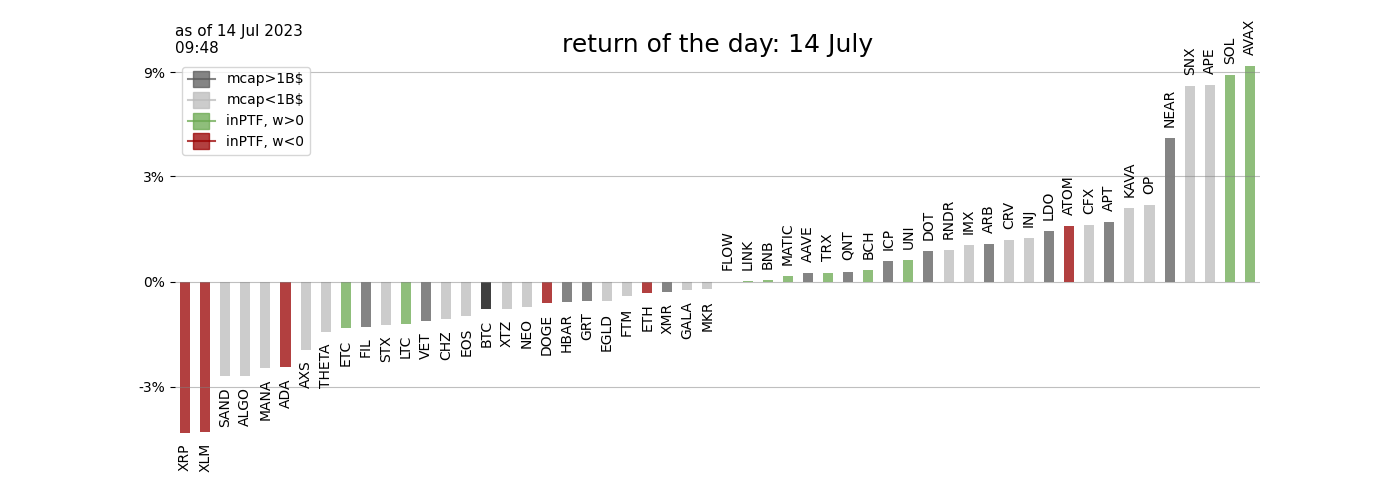 as of 14 Jul 2023
09:48
return of the day: 14 July
mcap>1B$
mcap<1B$
inPTF, w>0
inPTF, w<0
9%
3%
0%
-3%
XRP
XLM
SAND
ALGO
MANA
ADA
AXS
THETA
ETC
FIL
STX
LTC
VET
CHZ
EOS
BTC
XTZ
NEO
DOGE
HBAR
GRT
EGLD
FTM
ETH
XMR
GALA
MKR
FLOW
LINK
BNB
MATIC
AAVE
TRX
QNT
BCH
ICP
UNI
DOT
RNDR
IMX
ARB
CRV
INJ
LDO
ATOM
CFX
APT
KAVA
OP
NEAR
SNX
APE
SOL
AVAX